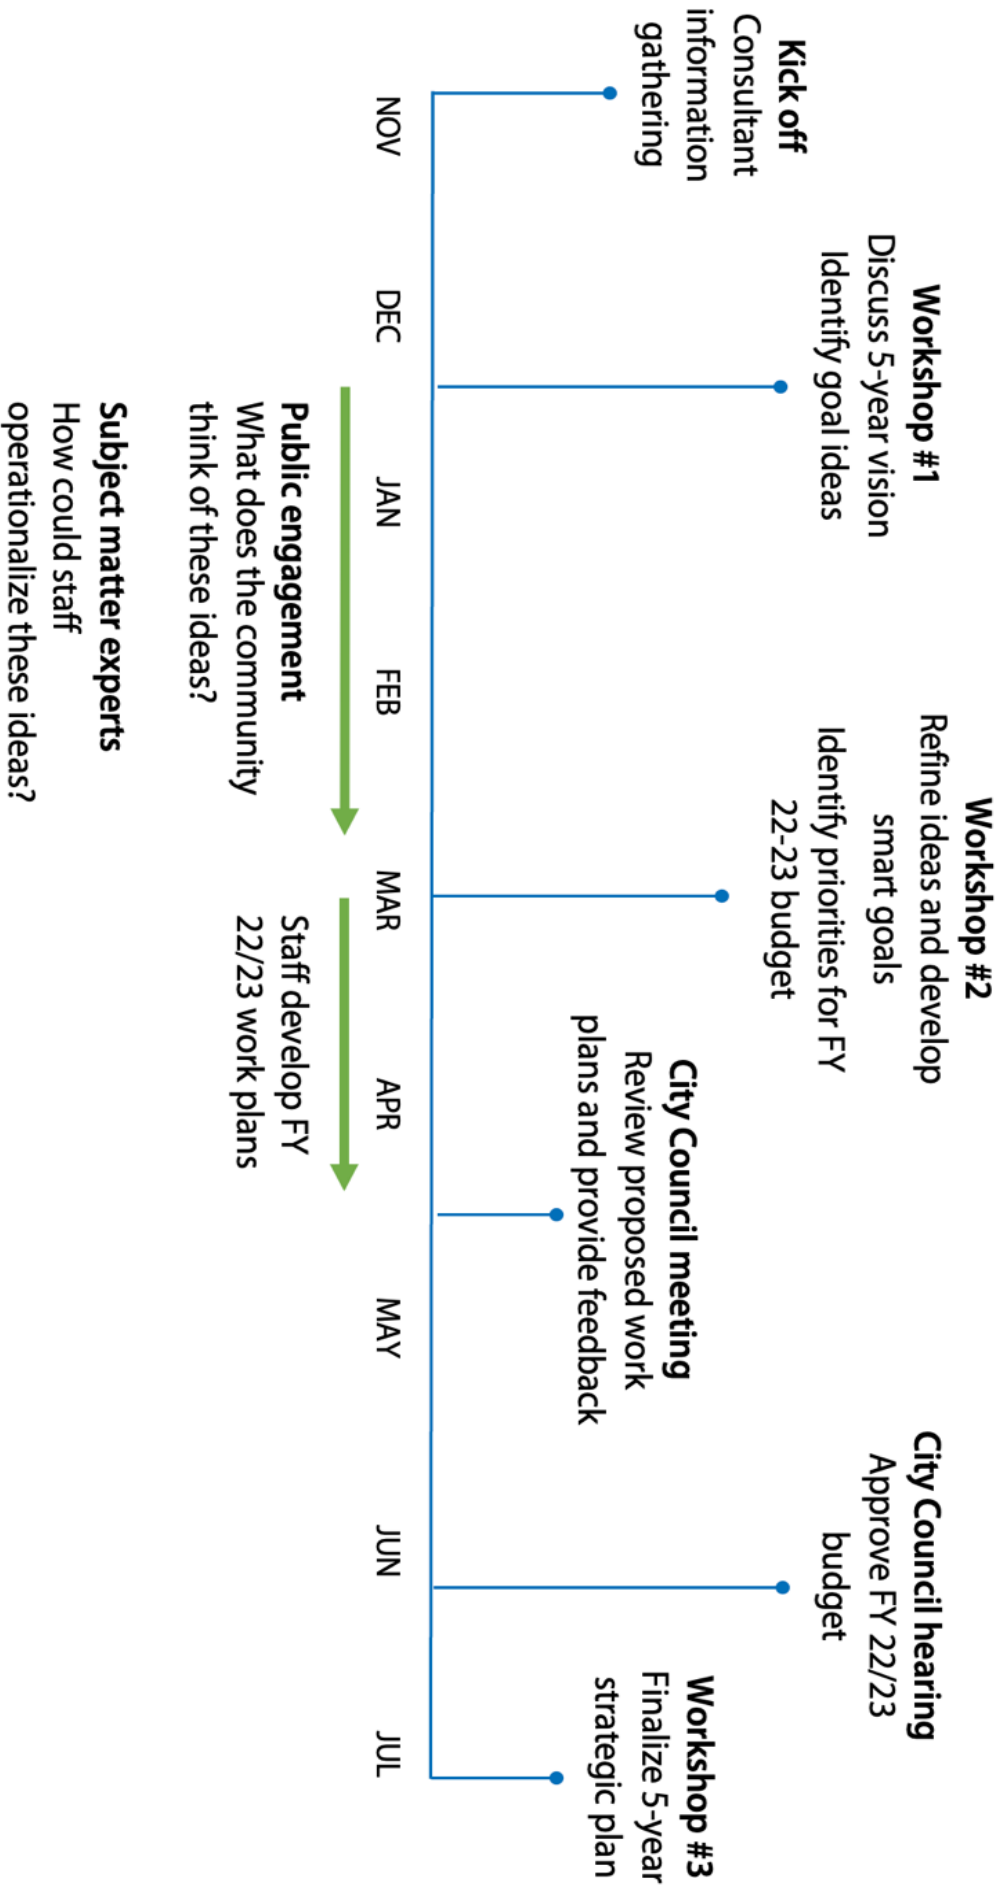 Kick off
Consultant
information
gathering
Workshop #1
Discuss 5-year vision
Identify goal ideas
Workshop #2
Refine ideas and develop
smart goals
Identify priorities for FY
22-23 budget
City Council meeting
Review proposed work
plans and provide feedback
City Council hearing
Approve FY 22/23
budget
Workshop #3
Finalize 5-year
strategic plan
NOV
DEC
JAN
FEB
MAR
APR
MAY
JUN
JUL
Public engagement
What does the community
think of these ideas?
Subject matter experts
How could staff
operationalize these ideas?
Staff develop FY
22/23 work plans